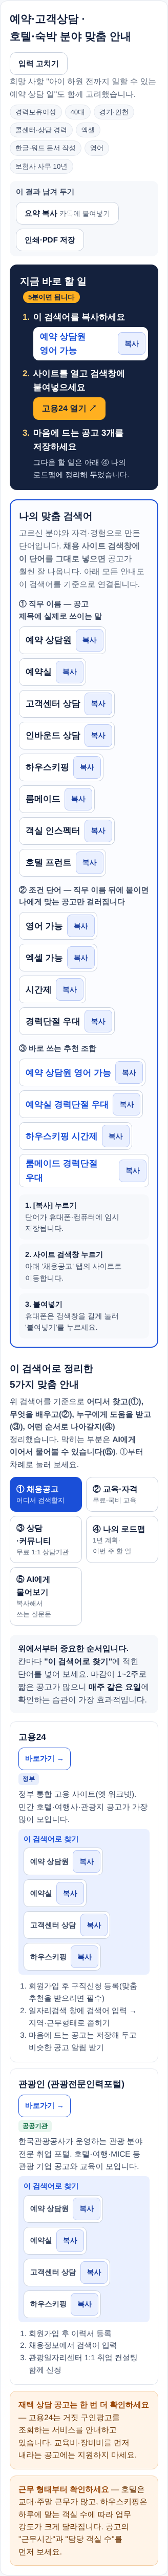 예약·고객상담 ·
호텔·숙박 분야 맞춤 안내
입력 고치기
희망 사항 "아이 하원 전까지 일할 수 있는
예약 상담 일"도 함께 고려했습니다.
경력보유여성
40대
경기·인천
콜센터·상담 경력
엑셀
한글·워드 문서 작성
영어
보험사 사무 10년
이 결과 남겨 두기
요약 복사 카톡에 붙여넣기
인쇄·PDF 저장
지금 바로 할 일
5분이면 됩니다
1. 이 검색어를 복사하세요
예약 상담원
영어 가능
복사
2. 사이트를 열고 검색창에
붙여넣으세요
고용24 열기 ↗
3. 마음에 드는 공고 3개를
저장하세요
그다음 할 일은 아래 ④ 나의
로드맵에 정리해 두었습니다.
나의 맞춤 검색어
고르신 분야와 자격·경험으로 만든
단어입니다. 채용 사이트 검색창에
이 단어를 그대로 넣으면 공고가
훨씬 잘 나옵니다. 아래 모든 안내도
이 검색어를 기준으로 연결됩니다.
① 직무 이름 — 공고
제목에 실제로 쓰이는 말
예약 상담원 복사
예약실 복사
고객센터 상담 복사
인바운드 상담 복사
하우스키핑 복사
룸메이드 복사
객실 인스펙터 복사
호텔 프런트 복사
② 조건 단어 — 직무 이름 뒤에 붙이면
나에게 맞는 공고만 걸러집니다
영어 가능 복사
엑셀 가능 복사
시간제 복사
경력단절 우대 복사
③ 바로 쓰는 추천 조합
예약 상담원 영어 가능 복사
예약실 경력단절 우대 복사
하우스키핑 시간제 복사
룸메이드 경력단절
우대
복사
1. [복사] 누르기
단어가 휴대폰·컴퓨터에 임시
저장됩니다.
2. 사이트 검색창 누르기
아래 '채용공고' 탭의 사이트로
이동합니다.
3. 붙여넣기
휴대폰은 검색창을 길게 눌러
'붙여넣기'를 누르세요.
이 검색어로 정리한
5가지 맞춤 안내
위 검색어를 기준으로 어디서 찾고(①),
무엇을 배우고(②), 누구에게 도움을 받고
(③), 어떤 순서로 나아갈지(④)
정리했습니다. 막히는 부분은 AI에게
이어서 물어볼 수 있습니다(⑤). ①부터
차례로 눌러 보세요.
① 채용공고
어디서 검색할지
② 교육·자격
무료·국비 교육
③ 상담
·커뮤니티
무료 1:1 상담기관
④ 나의 로드맵
1년 계획·
이번 주 할 일
⑤ AI에게
물어보기
복사해서
쓰는 질문문
위에서부터 중요한 순서입니다.
칸마다 "이 검색어로 찾기"에 적힌
단어를 넣어 보세요. 마감이 1~2주로
짧은 공고가 많으니 매주 같은 요일에
확인하는 습관이 가장 효과적입니다.
고용24
바로가기 →
정부
정부 통합 고용 사이트(옛 워크넷).
민간 호텔·여행사·관광지 공고가 가장
많이 모입니다.
이 검색어로 찾기
예약 상담원 복사
예약실 복사
고객센터 상담 복사
하우스키핑 복사
1. 회원가입 후 구직신청 등록(맞춤
추천을 받으려면 필수)
2. 일자리검색 창에 검색어 입력 →
지역·근무형태로 좁히기
3. 마음에 드는 공고는 저장해 두고
비슷한 공고 알림 받기
관광인 (관광전문인력포털)
바로가기 →
공공기관
한국관광공사가 운영하는 관광 분야
전문 취업 포털. 호텔·여행·MICE 등
관광 기업 공고와 교육이 모입니다.
이 검색어로 찾기
예약 상담원 복사
예약실 복사
고객센터 상담 복사
하우스키핑 복사
1. 회원가입 후 이력서 등록
2. 채용정보에서 검색어 입력
3. 관광일자리센터 1:1 취업 컨설팅
함께 신청
재택 상담 공고는 한 번 더 확인하세요
— 고용24는 거짓 구인광고를
조회하는 서비스를 안내하고
있습니다. 교육비·장비비를 먼저
내라는 공고에는 지원하지 마세요.
근무 형태부터 확인하세요 — 호텔은
교대·주말 근무가 많고, 하우스키핑은
하루에 맡는 객실 수에 따라 업무
강도가 크게 달라집니다. 공고의
"근무시간"과 "담당 객실 수"를
먼저 보세요.